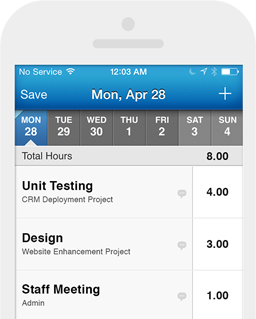 No Service 12:03 AM
Save Mon, Apr 28 +
MON TUE WED THU FRI SAT SUN
28 29 30 1 2 3 4
Total Hours 8.00
Unit Testing
CRM Deployment Project
4.00
Design
Website Enhancement Project
3.00
Staff Meeting
Admin
1.00